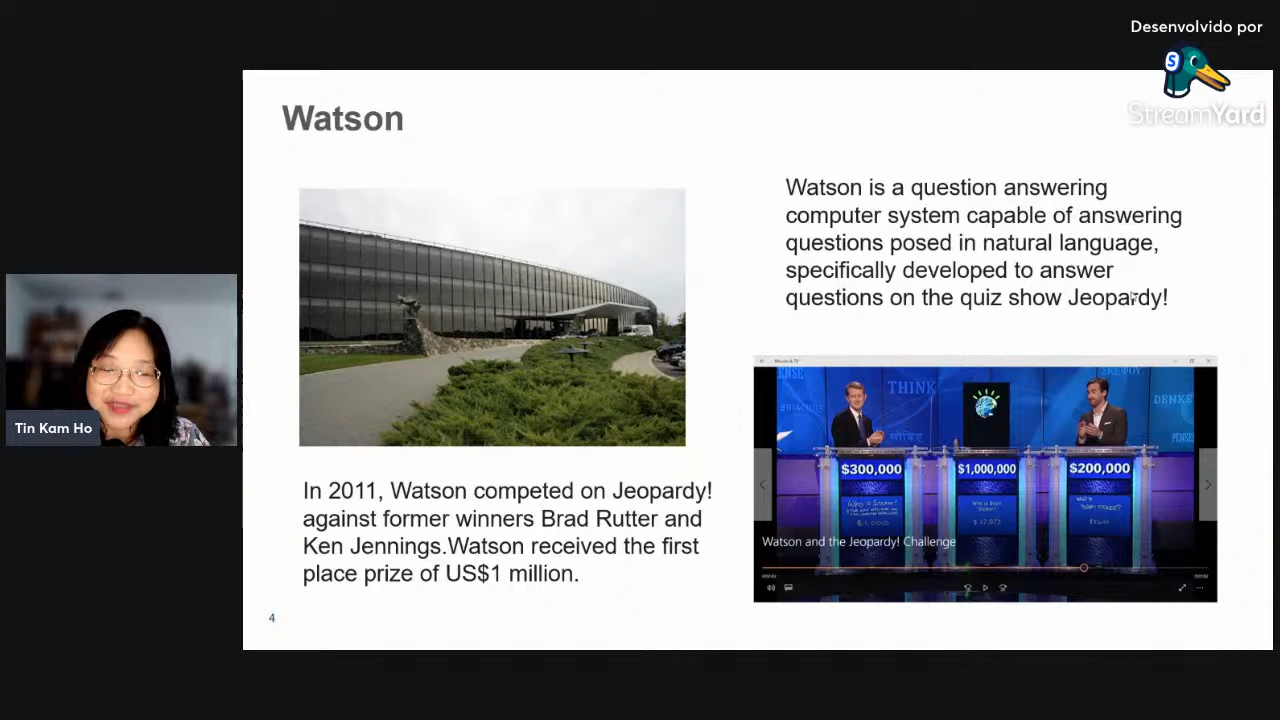 Desenvolvido por
StreamYard
Watson
Watson is a question answering
computer system capable of answering
questions posed in natural language,
specifically developed to answer
questions on the quiz show Jeopardy!
Tin Kam Ho
In 2011, Watson competed on Jeopardy!
against former winners Brad Rutter and
Ken Jennings.Watson received the first
place prize of US$1 million.
THINK
DENKE
$300,000
$1,000,000
$200,000
$ 17,973
Watson and the Jeopardy! Challenge
4